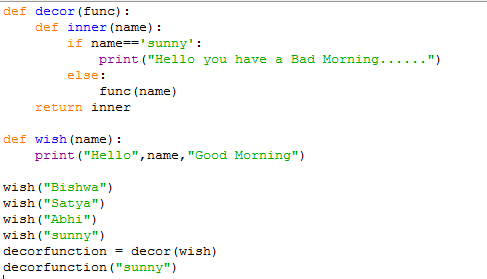 def decor(func):
    def inner(name):
        if name=='sunny':
            print("Hello you have a Bad Morning......")
        else:
            func(name)
    return inner

def wish(name):
    print("Hello",name,"Good Morning")

wish("Bishwa")
wish("Satya")
wish("Abhi")
wish("sunny")
decorfunction = decor(wish)
decorfunction("sunny")